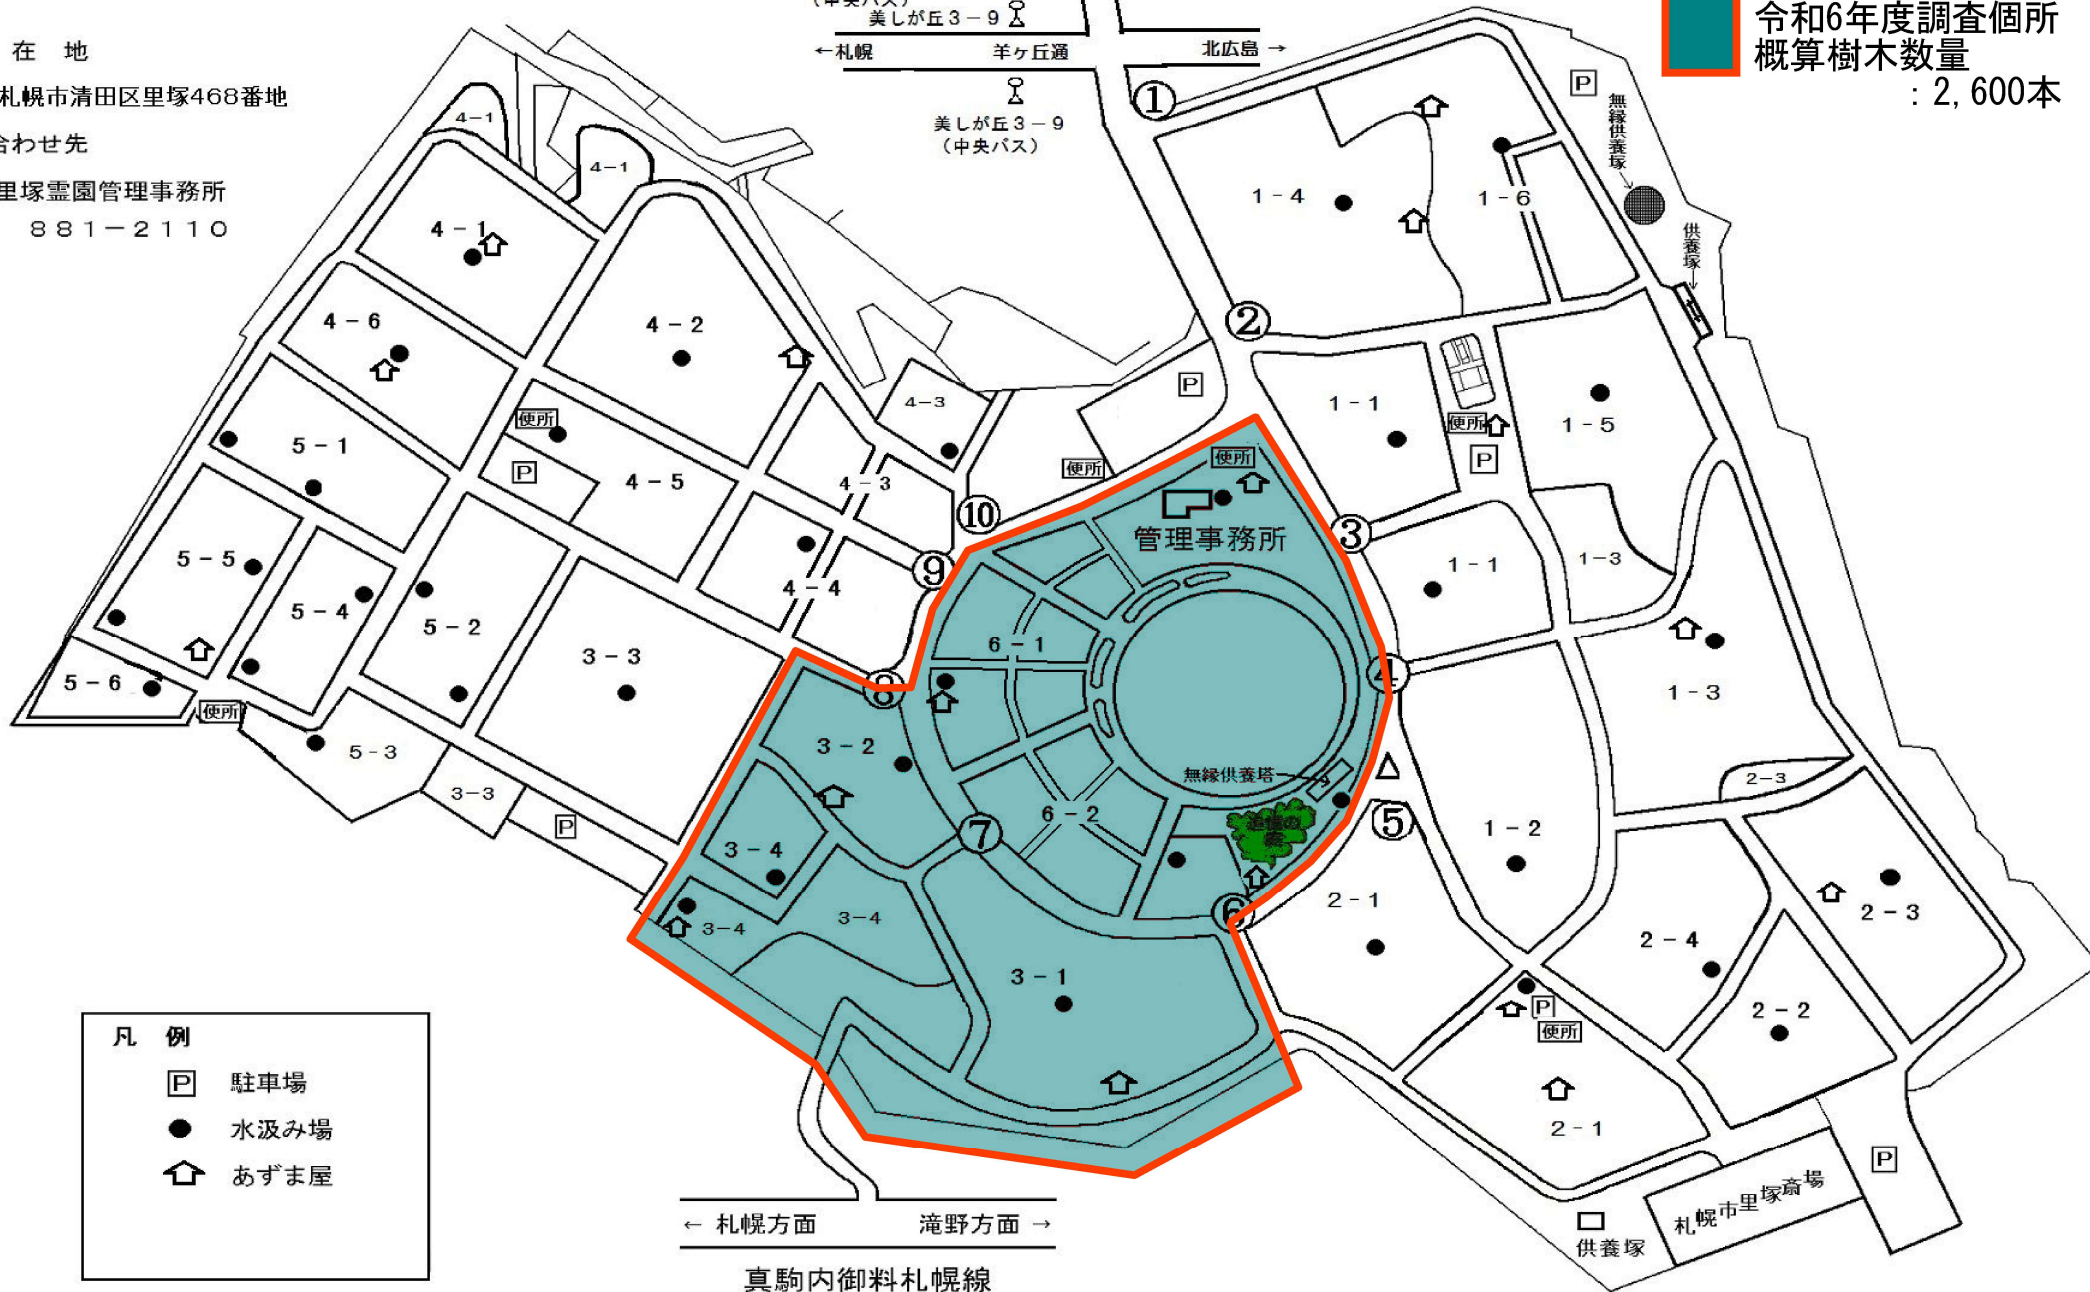 (中央バス)
美しが丘3－9
←札幌 羊ヶ丘通 北広島→
美しが丘3－9
(中央バス)
令和6年度調査個所
概算樹木数量
：2,600本
在 地
札幌市清田区里塚468番地
合わせ先
里塚霊園管理事務所
881－2110
①
②
③
④
⑤
⑥
⑦
8
⑨
⑩
P
無縁供養塚
供養塚
4-1
4-1
4-1
4-6
4-2
4-3
5-1
便所
P
4-5
4-3
4-4
5-5
5-4
5-2
3-3
5-6
便所
5-3
3-3
P
1-4
1-6
P
便所
1-1
便所
P
1-5
1-1
1-3
1-3
2-3
1-2
2-1
2-4
2-3
2-2
P
便所
2-1
P
便所
管理事務所
6-1
6-2
無縁供養塔→
3-2
3-4
3-4
3-4
3-1
凡 例
P 駐車場
水汲み場
あずま屋
← 札幌方面 滝野方面 →
真駒内御料札幌線
供養塚
札幌市里塚斎場